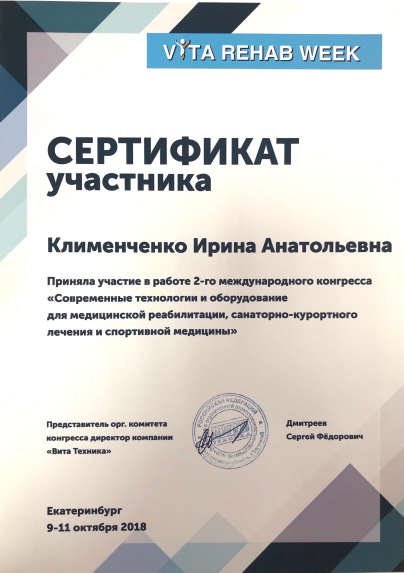 VITA REHAB WEEK
СЕРТИФИКАТ
участника
Клименченко Ирина Анатольевна
Приняла участие в работе 2-го международного конгресса
«Современные технологии и оборудование
для медицинской реабилитации, санаторно-курортного
лечения и спортивной медицины»
Представитель орг. комитета
конгресса директор компании
«Вита Техника»
РОССИЙСКАЯ ФЕДЕРАЦИЯ
Дмитреев
Сергей Фёдорович
Екатеринбург
9-11 октября 2018